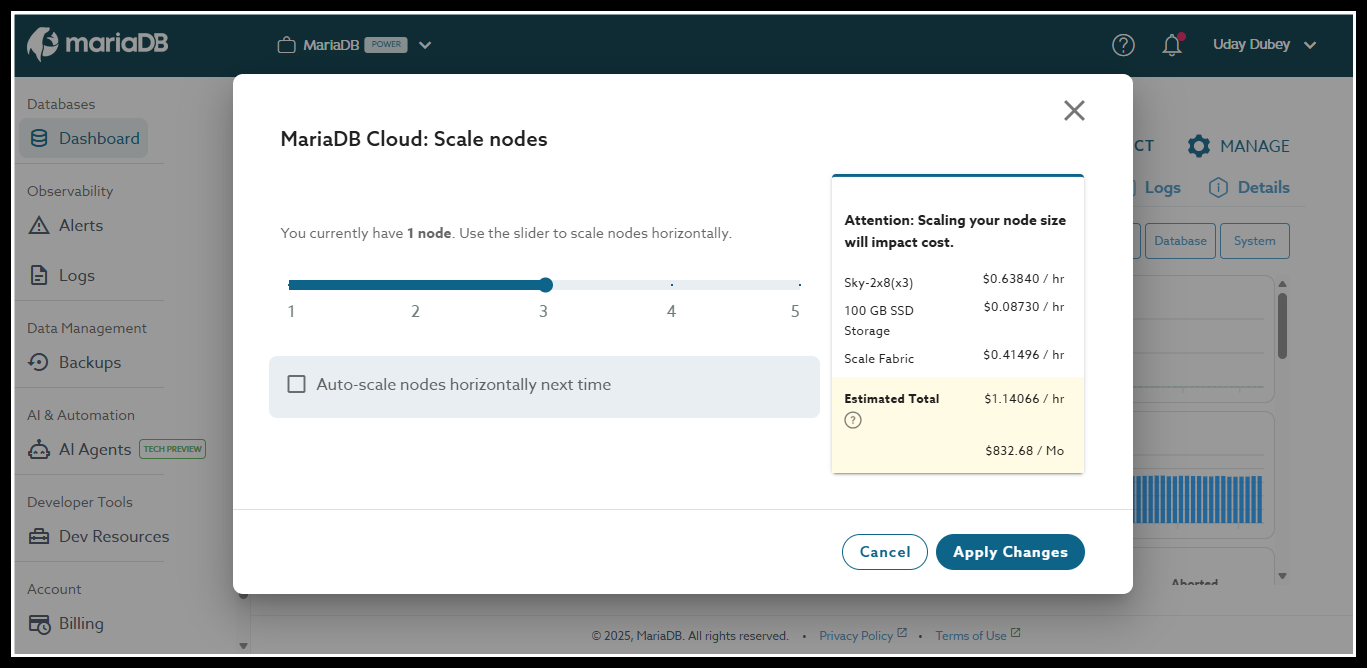 mariaDB
MariaDB POWER
Uday Dubey
Databases
Dashboard
Observability
Alerts
Logs
Data Management
Backups
AI & Automation
AI Agents TECH PREVIEW
Developer Tools
Dev Resources
Account
Billing
CT
MANAGE
Logs
Details
Database
System
MariaDB Cloud: Scale nodes
You currently have 1 node. Use the slider to scale nodes horizontally.
1 2 3 4 5
Auto-scale nodes horizontally next time
Attention: Scaling your node size
will impact cost.
Sky-2x8(x3) $0.63840 / hr
100 GB SSD $0.08730 / hr
Storage
Scale Fabric $0.41496 / hr
Estimated Total $1.14066 / hr
?
$832.68 / Mo
Cancel
Apply Changes
Aborted
© 2025, MariaDB. All rights reserved. • Privacy Policy • Terms of Use